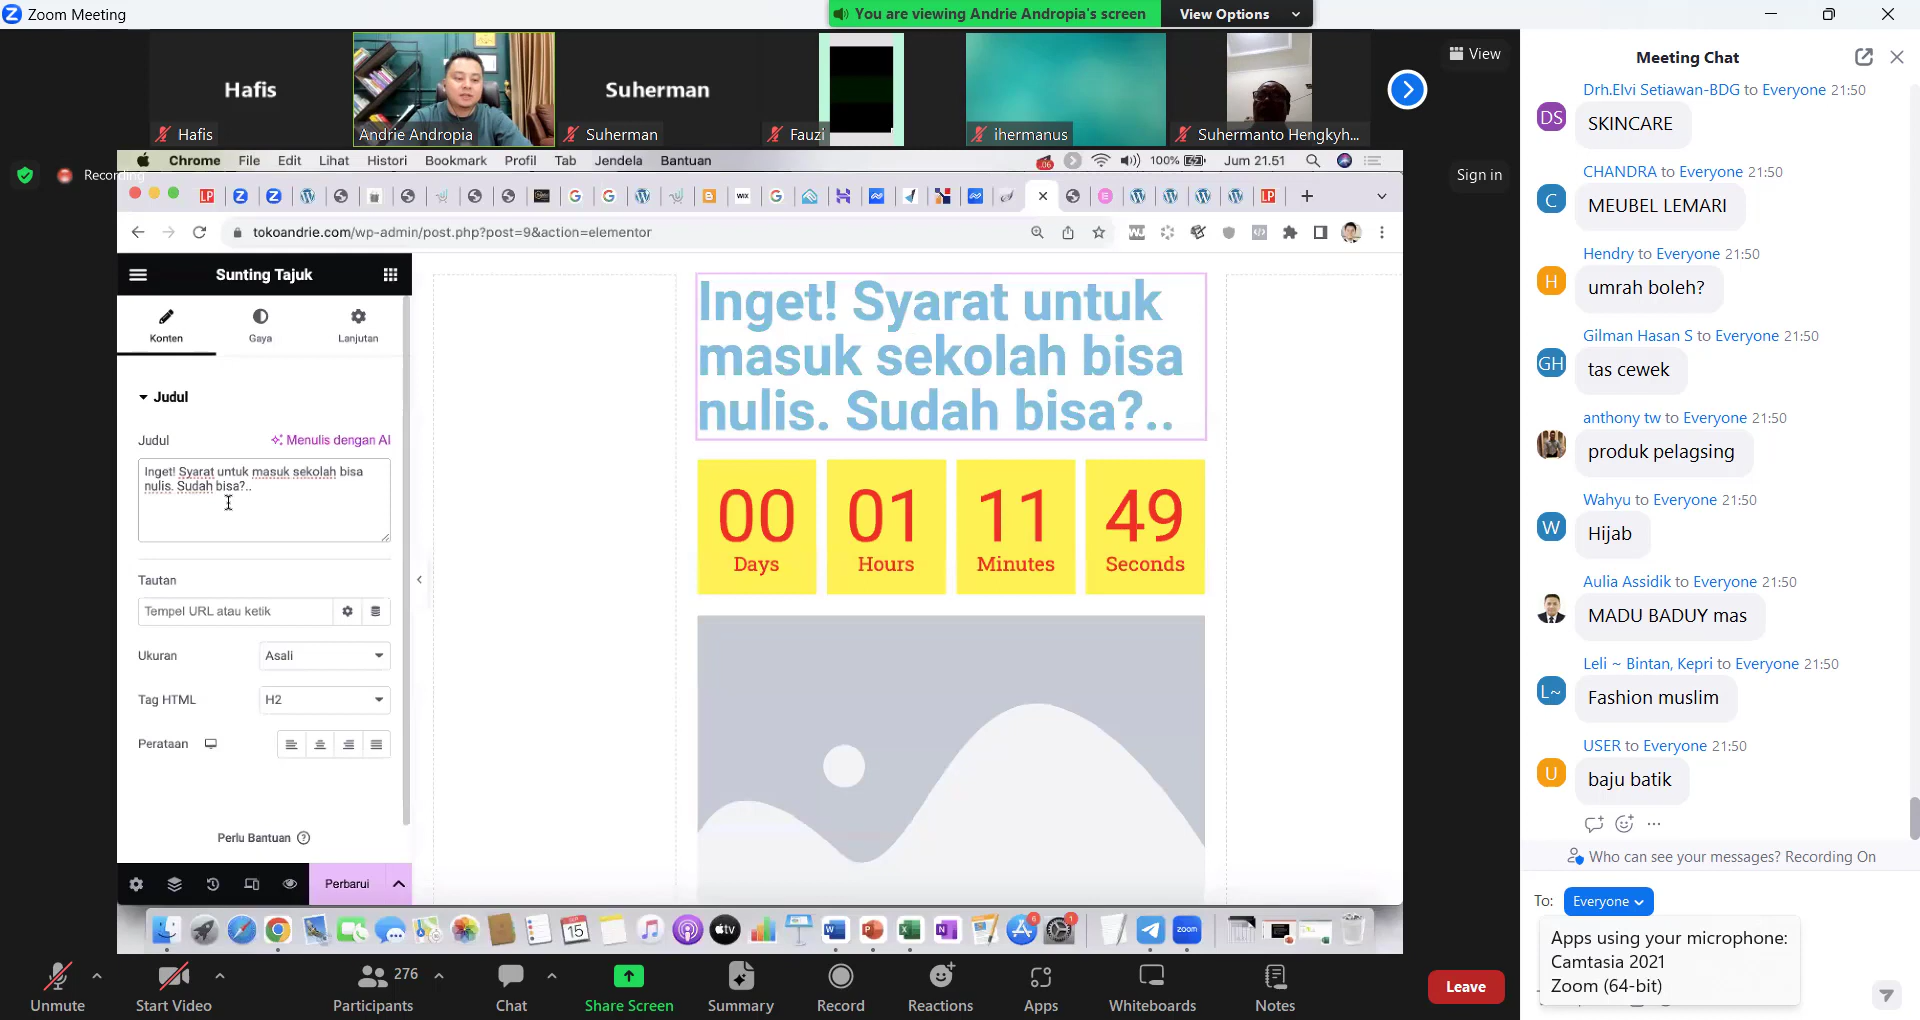 Zoom Meeting
You are viewing Andrie Andropia's screen
View Options
Hafis
Hafis
Andrie Andropia
Suherman
Suherman
Fauzi
ihermanus
Suhermanto Hengkyh...
View
Recording
Sign in
Chrome File Edit Lihat Histori Bookmark Profil Tab Jendela Bantuan
100%
Jum 21.51
tokoandrie.com/wp-admin/post.php?post=9&action=elementor
Sunting Tajuk
Konten
Gaya
Lanjutan
Judul
Judul
Menulis dengan AI
Inget! Syarat untuk masuk sekolah bisa
nulis. Sudah bisa?..
Tautan
Tempel URL atau ketik
Ukuran
Asali
Tag HTML
H2
Perataan
Perlu Bantuan
Perbarui
Inget! Syarat untuk
masuk sekolah bisa
nulis. Sudah bisa?..
00 01 11 49
Days Hours Minutes Seconds
15
W P X N
tv
zoom
Unmute
Start Video
276
Participants
Chat
Share Screen
Summary
Record
Reactions
Apps
Whiteboards
Notes
Leave
Meeting Chat
Drh.Elvi Setiawan-BDG to Everyone 21:50
DS
SKINCARE
CHANDRA to Everyone 21:50
C
MEUBEL LEMARI
Hendry to Everyone 21:50
H
umrah boleh?
Gilman Hasan S to Everyone 21:50
GH
tas cewek
anthony tw to Everyone 21:50
produk pelagsing
Wahyu to Everyone 21:50
W
Hijab
Aulia Assidik to Everyone 21:50
MADU BADUY mas
Leli ~ Bintan, Kepri to Everyone 21:50
L~
Fashion muslim
USER to Everyone 21:50
U
baju batik
Who can see your messages? Recording On
To: Everyone
Apps using your microphone:
Camtasia 2021
Zoom (64-bit)